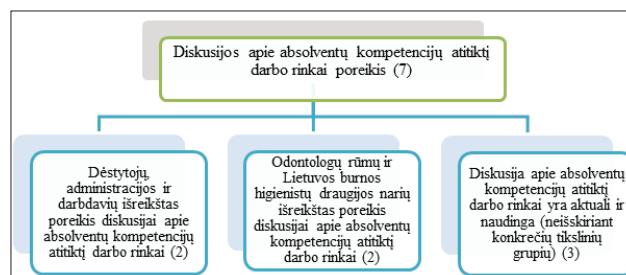 Diskusijos apie absolventų kompetencijų atitiktį
darbo rinkai poreikis (7)
Dėstytojų,
administracijos ir
darbdavių išreikštas
poreikis diskusijai apie
absolventų kompetencijų
atitiktį darbo rinkai (2)
Odontologų rūmų ir
Lietuvos burnos
higienistų draugijos narių
išreikštas poreikis
diskusijai apie absolventų
kompetencijų atitiktį
darbo rinkai (2)
Diskusija apie absolventų
kompetencijų atitiktį
darbo rinkai yra aktuali ir
naudinga (neišskiriant
konkrečių tikslinių
grupių) (3)